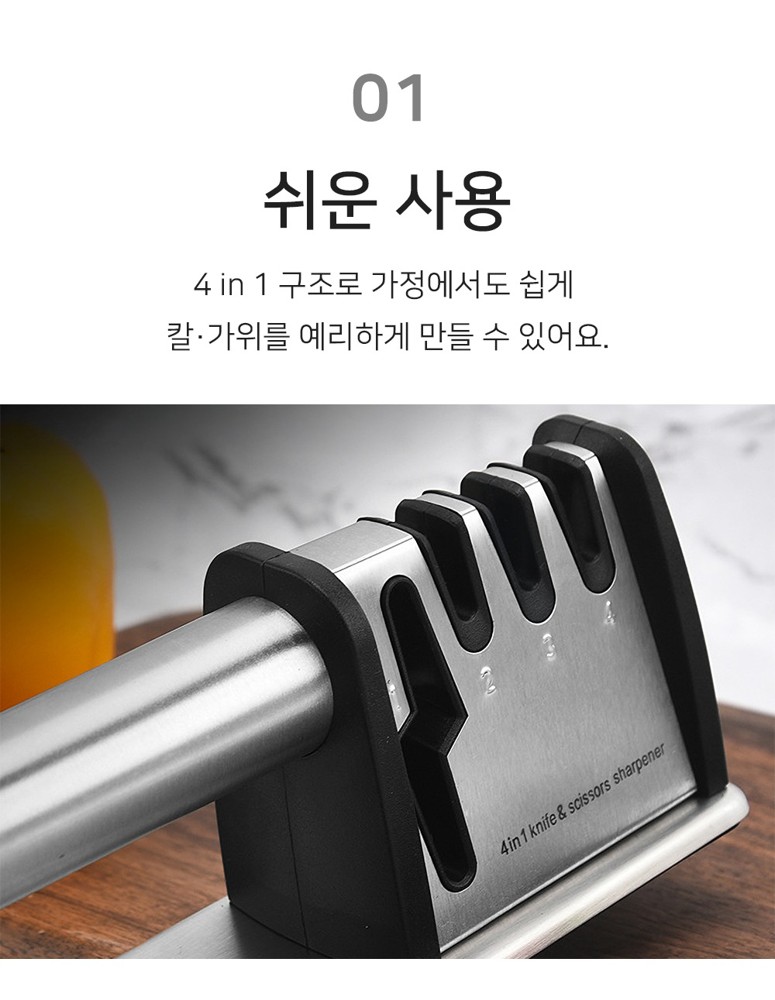 01
쉬운 사용
4 in 1 구조로 가정에서도 쉽게
칼·가위를 예리하게 만들 수 있어요.
2
3
4
4 in 1 knife & scissors sharpener